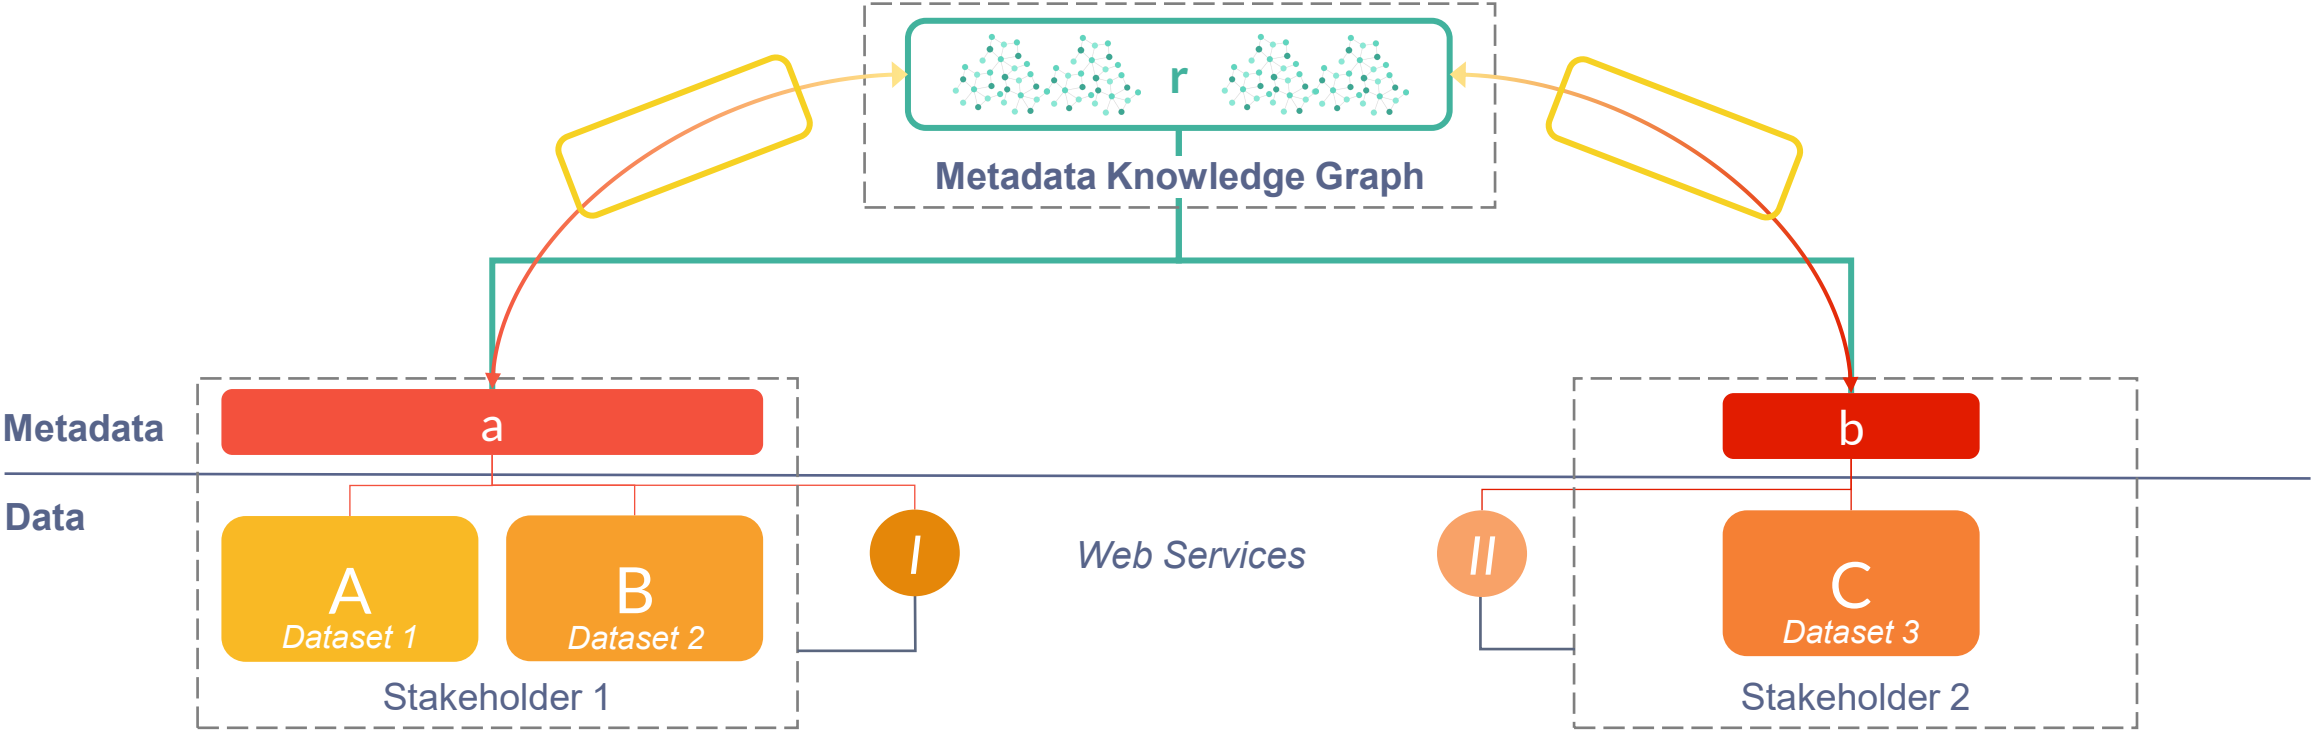 r
Metadata Knowledge Graph
Metadata
a
b
Data
A
Dataset 1
B
Dataset 2
I
Web Services
II
C
Dataset 3
Stakeholder 1
Stakeholder 2